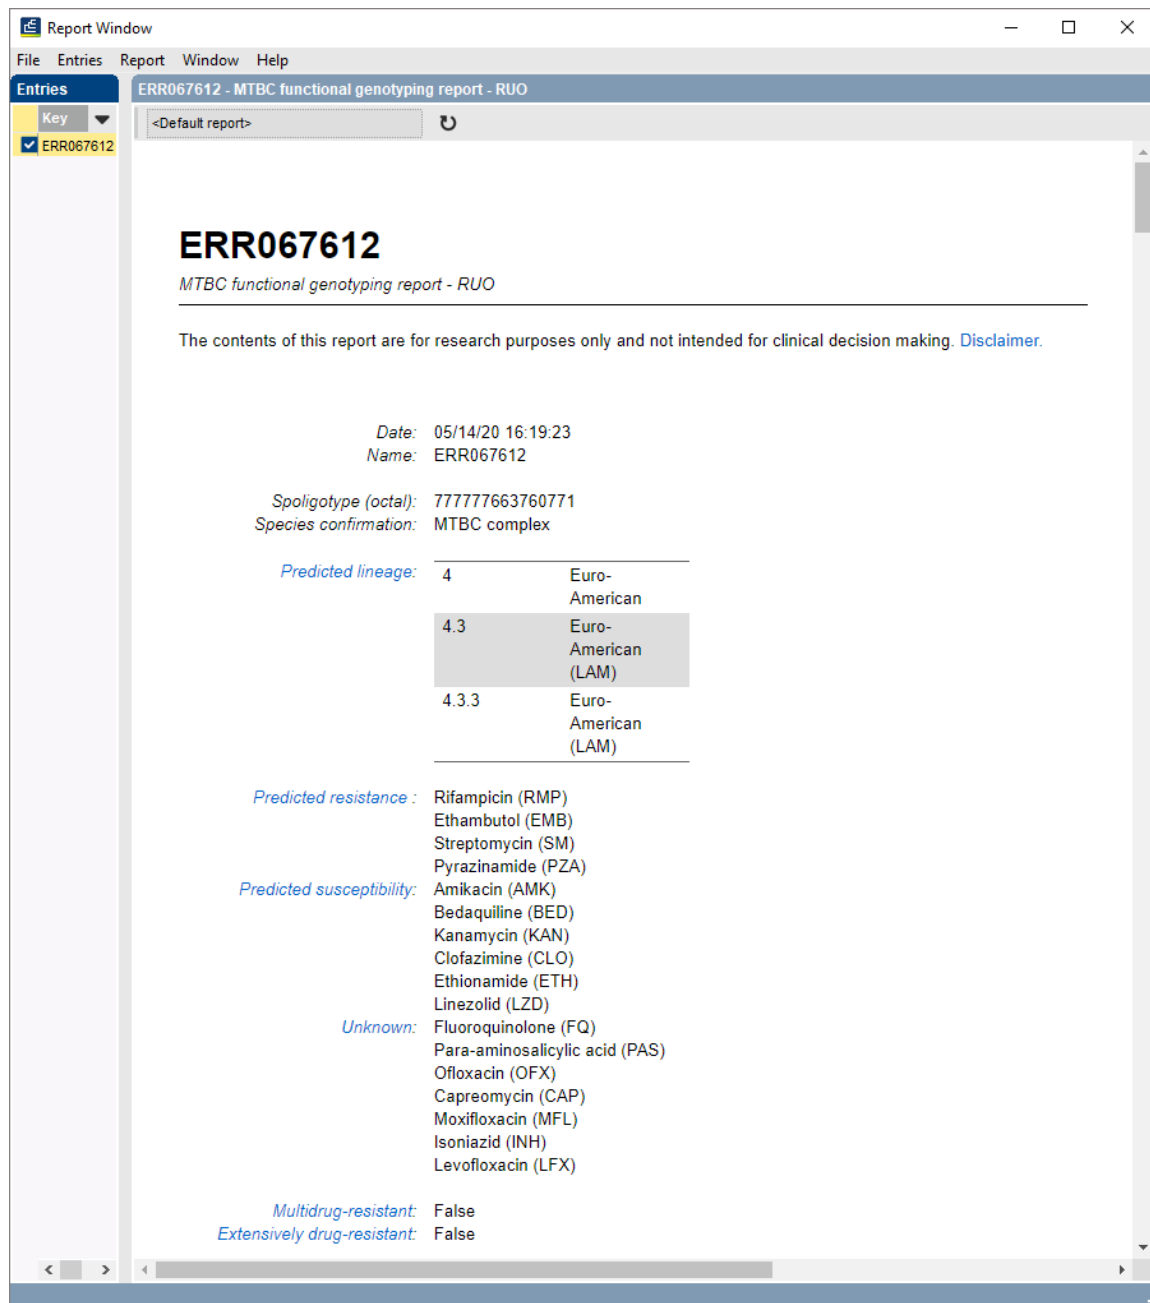 Report Window
File Entries Report Window Help
Entries
ERR067612 - MTBC functional genotyping report - RUO
Key
<Default report>
ERR067612
ERR067612
MTBC functional genotyping report - RUO
The contents of this report are for research purposes only and not intended for clinical decision making. Disclaimer.
Date: 05/14/20 16:19:23
Name: ERR067612
Spoligotype (octal): 777777663760771
Species confirmation: MTBC complex
Predicted lineage: 4 Euro-
American
4.3 Euro-
American
(LAM)
4.3.3 Euro-
American
(LAM)
Predicted resistance : Rifampicin (RMP)
Ethambutol (EMB)
Streptomycin (SM)
Pyrazinamide (PZA)
Predicted susceptibility: Amikacin (AMK)
Bedaquiline (BED)
Kanamycin (KAN)
Clofazimine (CLO)
Ethionamide (ETH)
Linezolid (LZD)
Unknown: Fluoroquinolone (FQ)
Para-aminosalicylic acid (PAS)
Ofloxacin (OFX)
Capreomycin (CAP)
Moxifloxacin (MFL)
Isoniazid (INH)
Levofloxacin (LFX)
Multidrug-resistant: False
Extensively drug-resistant: False